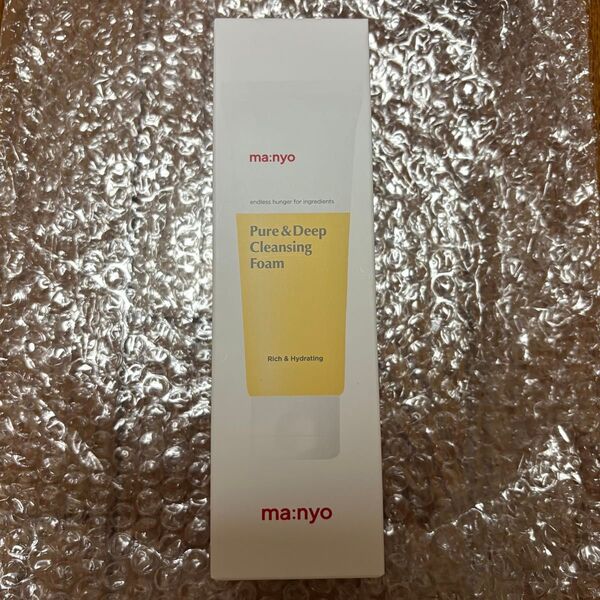 ma:nyo
endless hunger for ingredients
Pure & Deep
Cleansing
Foam
Rich & Hydrating
ma:nyo